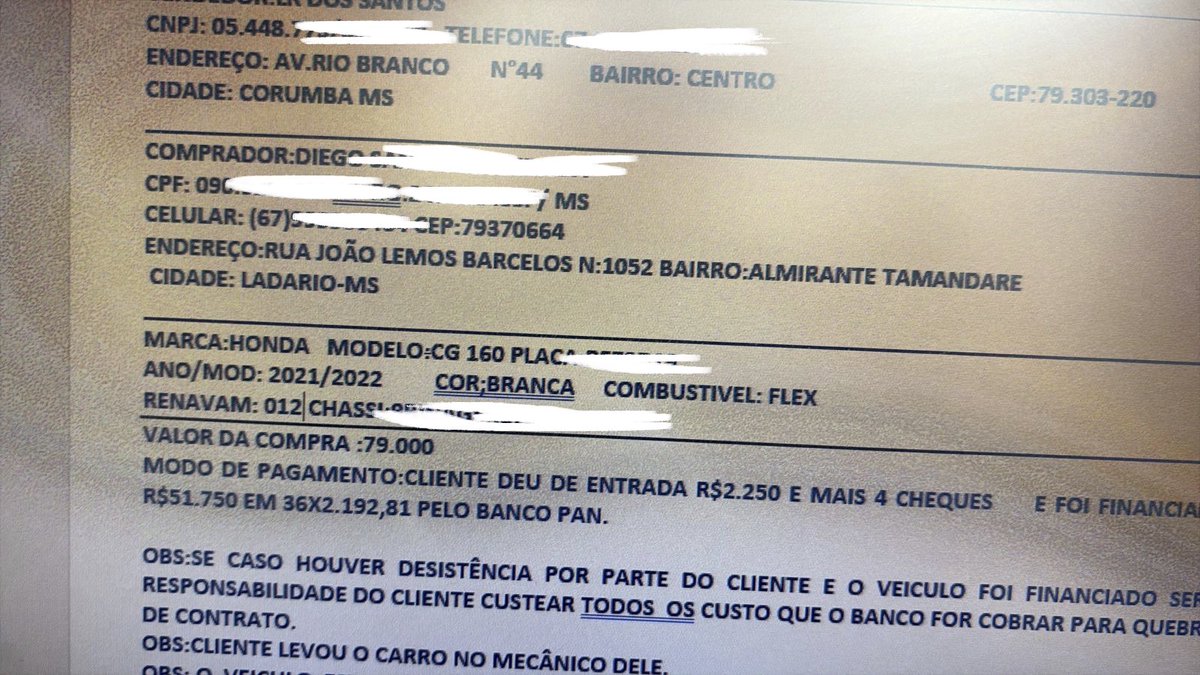 DOS SANTOS
CNPJ: 05.448.7 TELEFONE:
ENDEREÇO: AV.RIO BRANCO N°44 BAIRRO: CENTRO CEP:79.303-220
CIDADE: CORUMBA MS
COMPRADOR:DIEGO
CPF: 090 / MS
CELULAR: (67) CEP:79370664
ENDEREÇO:RUA JOÃO LEMOS BARCELOS N:1052 BAIRRO:ALMIRANTE TAMANDARE
CIDADE: LADARIO-MS
MARCA:HONDA MODELO:CG 160 PLACA
ANO/MOD: 2021/2022 COR;BRANCA COMBUSTIVEL: FLEX
RENAVAM: 012 CHASSI:
VALOR DA COMPRA :79.000
MODO DE PAGAMENTO:CLIENTE DEU DE ENTRADA R$2.250 E MAIS 4 CHEQUES E FOI FINANCIA
R$51.750 EM 36X2.192,81 PELO BANCO PAN.
OBS:SE CASO HOUVER DESISTÊNCIA POR PARTE DO CLIENTE E O VEICULO FOI FINANCIADO SER
RESPONSABILIDADE DO CLIENTE CUSTEAR TODOS OS CUSTO QUE O BANCO FOR COBRAR PARA QUEBR
DE CONTRATO.
OBS:CLIENTE LEVOU O CARRO NO MECÂNICO DELE.
OBS: O VEICULO